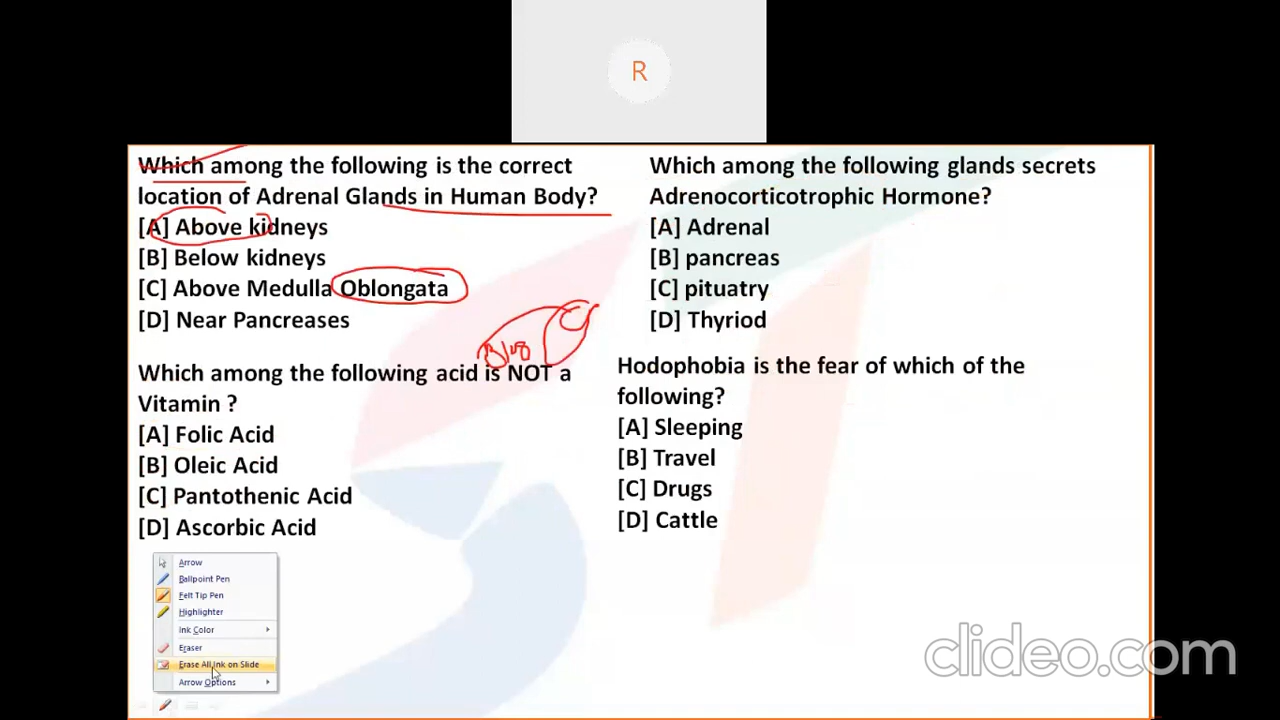 R
Which among the following is the correct
location of Adrenal Glands in Human Body?
[A] Above kidneys
[B] Below kidneys
[C] Above Medulla Oblongata
[D] Near Pancreases
Which among the following acid is NOT a
Vitamin ?
[A] Folic Acid
[B] Oleic Acid
[C] Pantothenic Acid
[D] Ascorbic Acid
Which among the following glands secrets
Adrenocorticotrophic Hormone?
[A] Adrenal
[B] pancreas
[C] pituatry
[D] Thyriod
Hodophobia is the fear of which of the
following?
[A] Sleeping
[B] Travel
[C] Drugs
[D] Cattle
Arrow
Ballpoint Pen
Felt Tip Pen
Highlighter
Ink Color
Eraser
Erase All Ink on Slide
Arrow Options
clideo.com